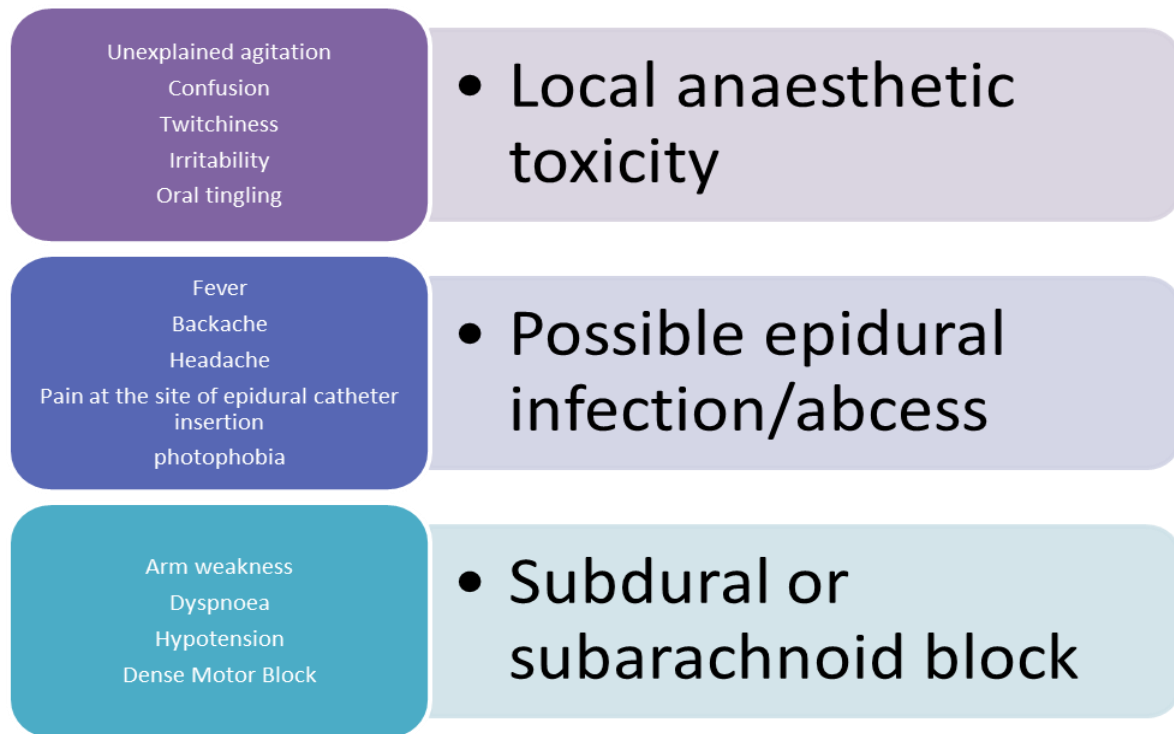 Unexplained agitation
Confusion
Twitchiness
Irritability
Oral tingling
• Local anaesthetic
toxicity
Fever
Backache
Headache
Pain at the site of epidural catheter
insertion
photophobia
• Possible epidural
infection/abcess
Arm weakness
Dyspnoea
Hypotension
Dense Motor Block
• Subdural or
subarachnoid block